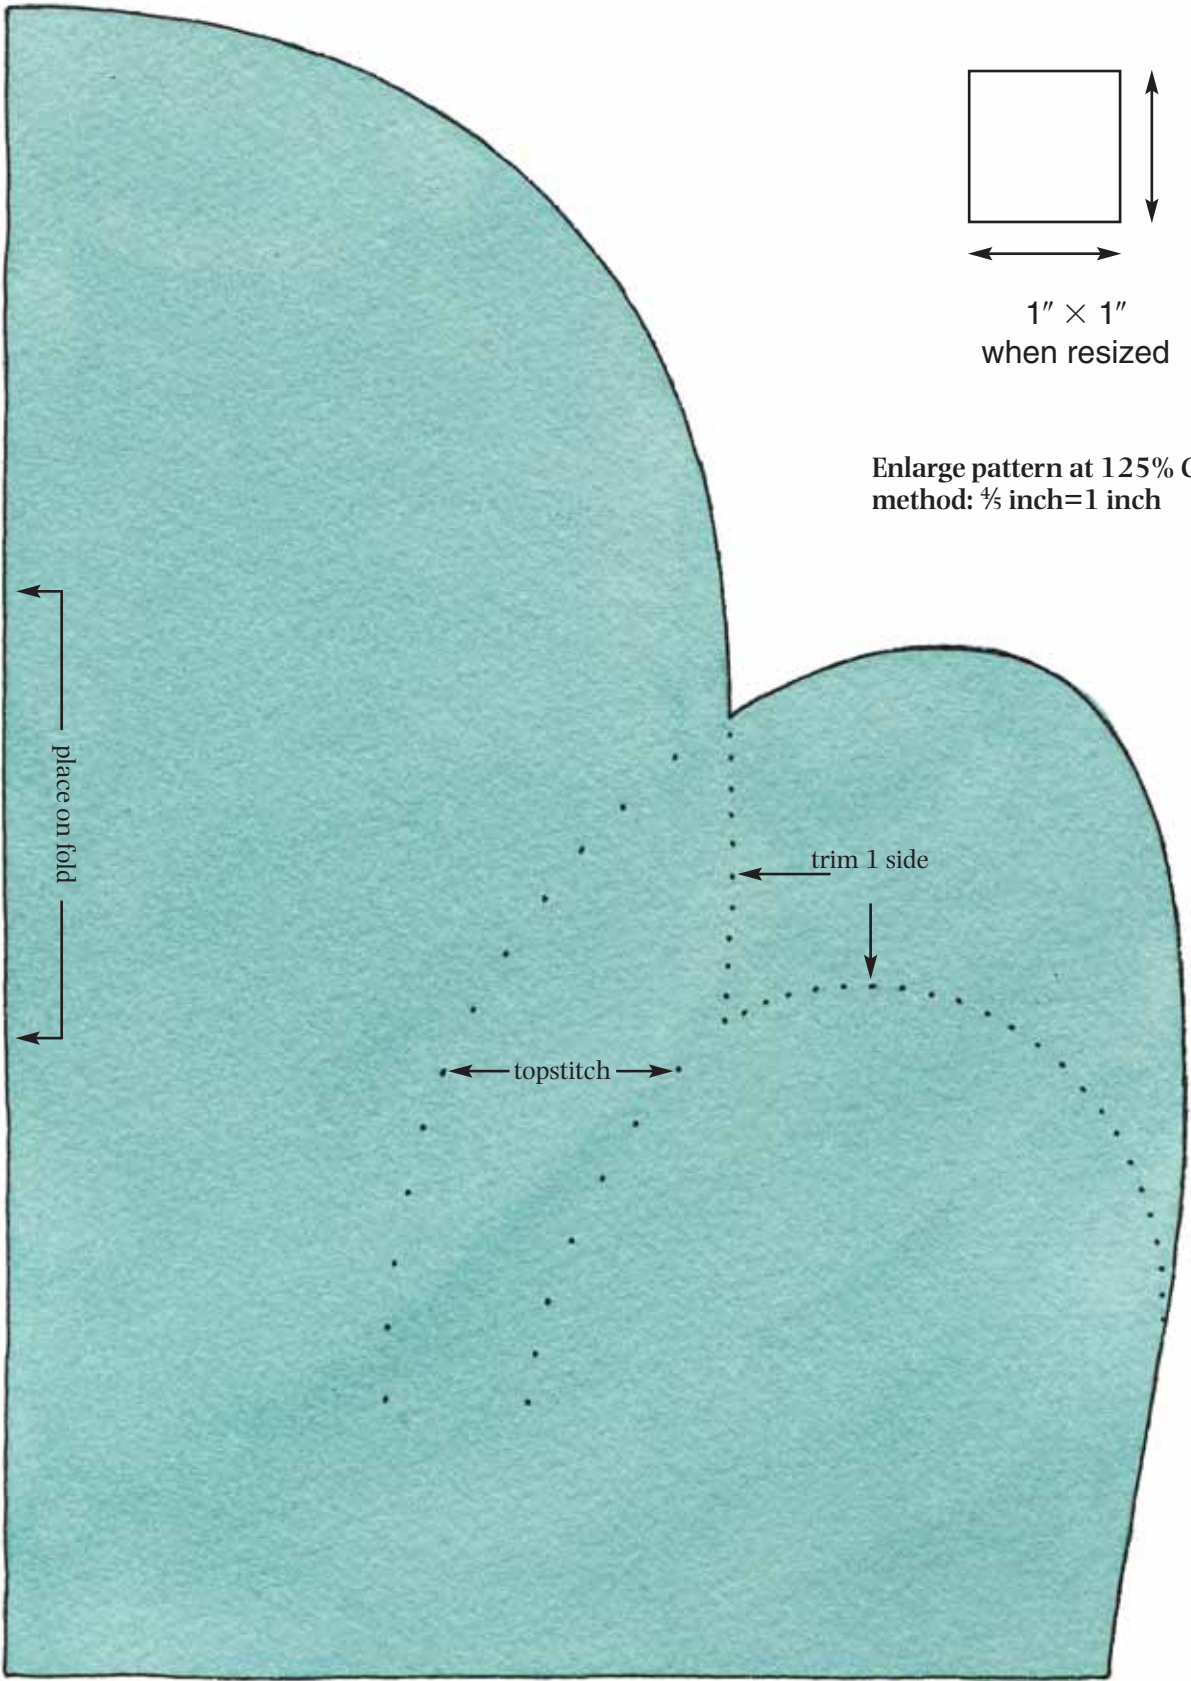 1″ × 1″
when resized
Enlarge pattern at 125%
method: ⅘ inch=1 inch
place on fold
trim 1 side
topstitch